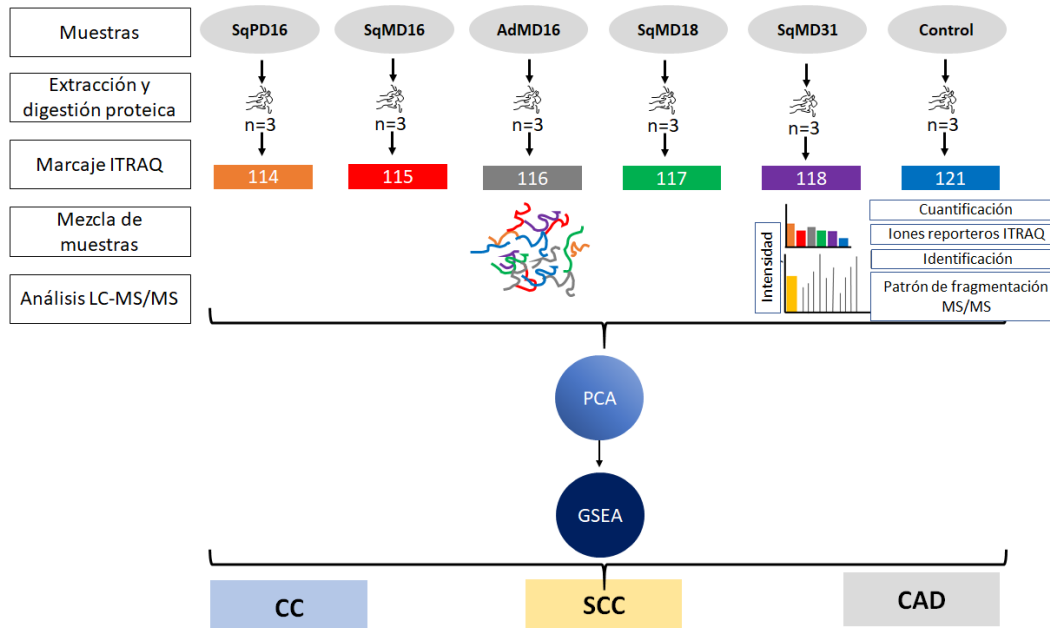 Muestras
SqPD16
SqMD16
AdMD16
SqMD18
SqMD31
Control
Extracción y
digestión proteica
n=3
n=3
n=3
n=3
n=3
n=3
Marcaje ITRAQ
114
115
116
117
118
121
Mezcla de
muestras
Análisis LC-MS/MS
Intensidad
Cuantificación
Iones reporteros ITRAQ
Identificación
Patrón de fragmentación
MS/MS
PCA
GSEA
CC
SCC
CAD